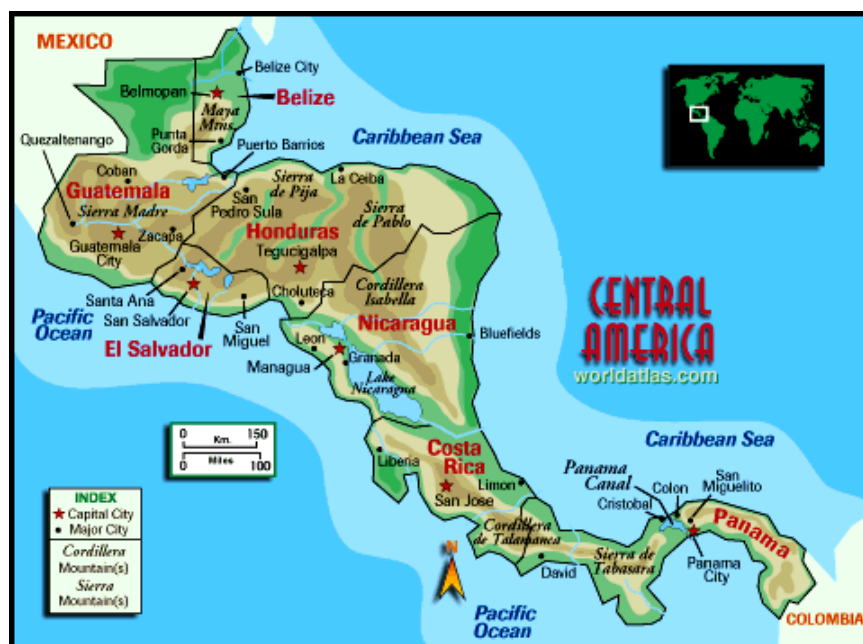 MEXICO
Belize City
Belmopan
Belize
Maya
Mtns.
Caribbean Sea
Quezaltenango
Punta
Gorda
Puerto Barrios
Coban
Guatemala
Sierra
de Pija
La Ceiba
San
Pedro Sula
Sierra Madre
Sierra
de Pablo
Zacapa
Honduras
Guatemala
City
Tegucigalpa
Santa Ana
Choluteca
Cordillera
Isabella
Pacific
Ocean
San Salvador
San
Miguel
El Salvador
Nicaragua
Bluefields
Leon
Managua
Granada
Lake
Nicaragua
CENTRAL
AMERICA
worldatlas.com
0 Km. 150
0 Miles 100
Costa
Rica
Liberia
San Jose
Limon
Caribbean Sea
Panama
Canal
Colon
Cristobal
San
Miguelito
Panama
Panama
City
INDEX
Capital City
Major City
Cordillera
Mountain(s)
Sierra
Mountain(s)
N
Cordillera
de Talamanca
David
Sierra de
Tabasara
Pacific
Ocean
COLOMBIA